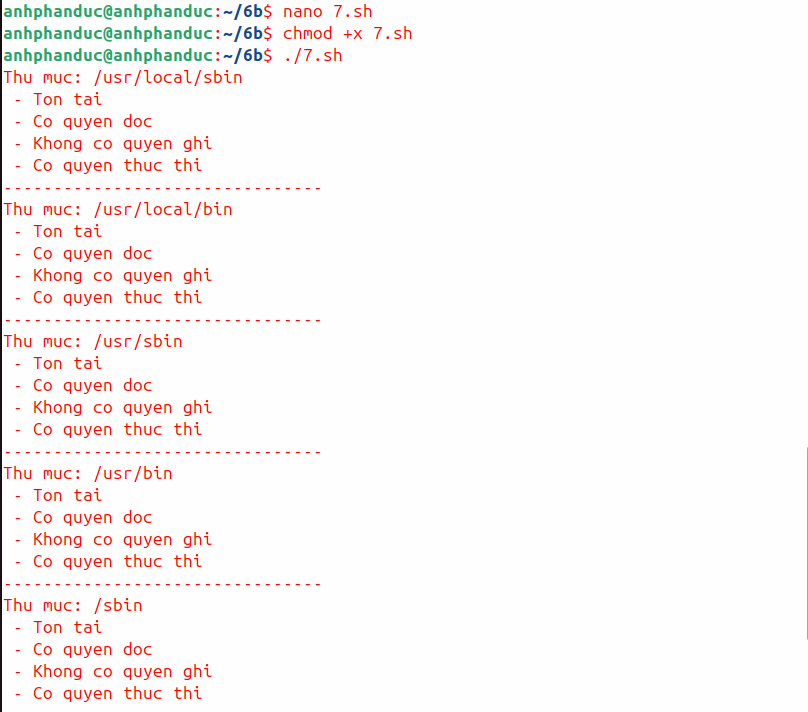 anhphanduc@anhphanduc:~/6b$ nano 7.sh
anhphanduc@anhphanduc:~/6b$ chmod +x 7.sh
anhphanduc@anhphanduc:~/6b$ ./7.sh
Thu muc: /usr/local/sbin
 - Ton tai
 - Co quyen doc
 - Khong co quyen ghi
 - Co quyen thuc thi
--------------------------------
Thu muc: /usr/local/bin
 - Ton tai
 - Co quyen doc
 - Khong co quyen ghi
 - Co quyen thuc thi
--------------------------------
Thu muc: /usr/sbin
 - Ton tai
 - Co quyen doc
 - Khong co quyen ghi
 - Co quyen thuc thi
--------------------------------
Thu muc: /usr/bin
 - Ton tai
 - Co quyen doc
 - Khong co quyen ghi
 - Co quyen thuc thi
--------------------------------
Thu muc: /sbin
 - Ton tai
 - Co quyen doc
 - Khong co quyen ghi
 - Co quyen thuc thi